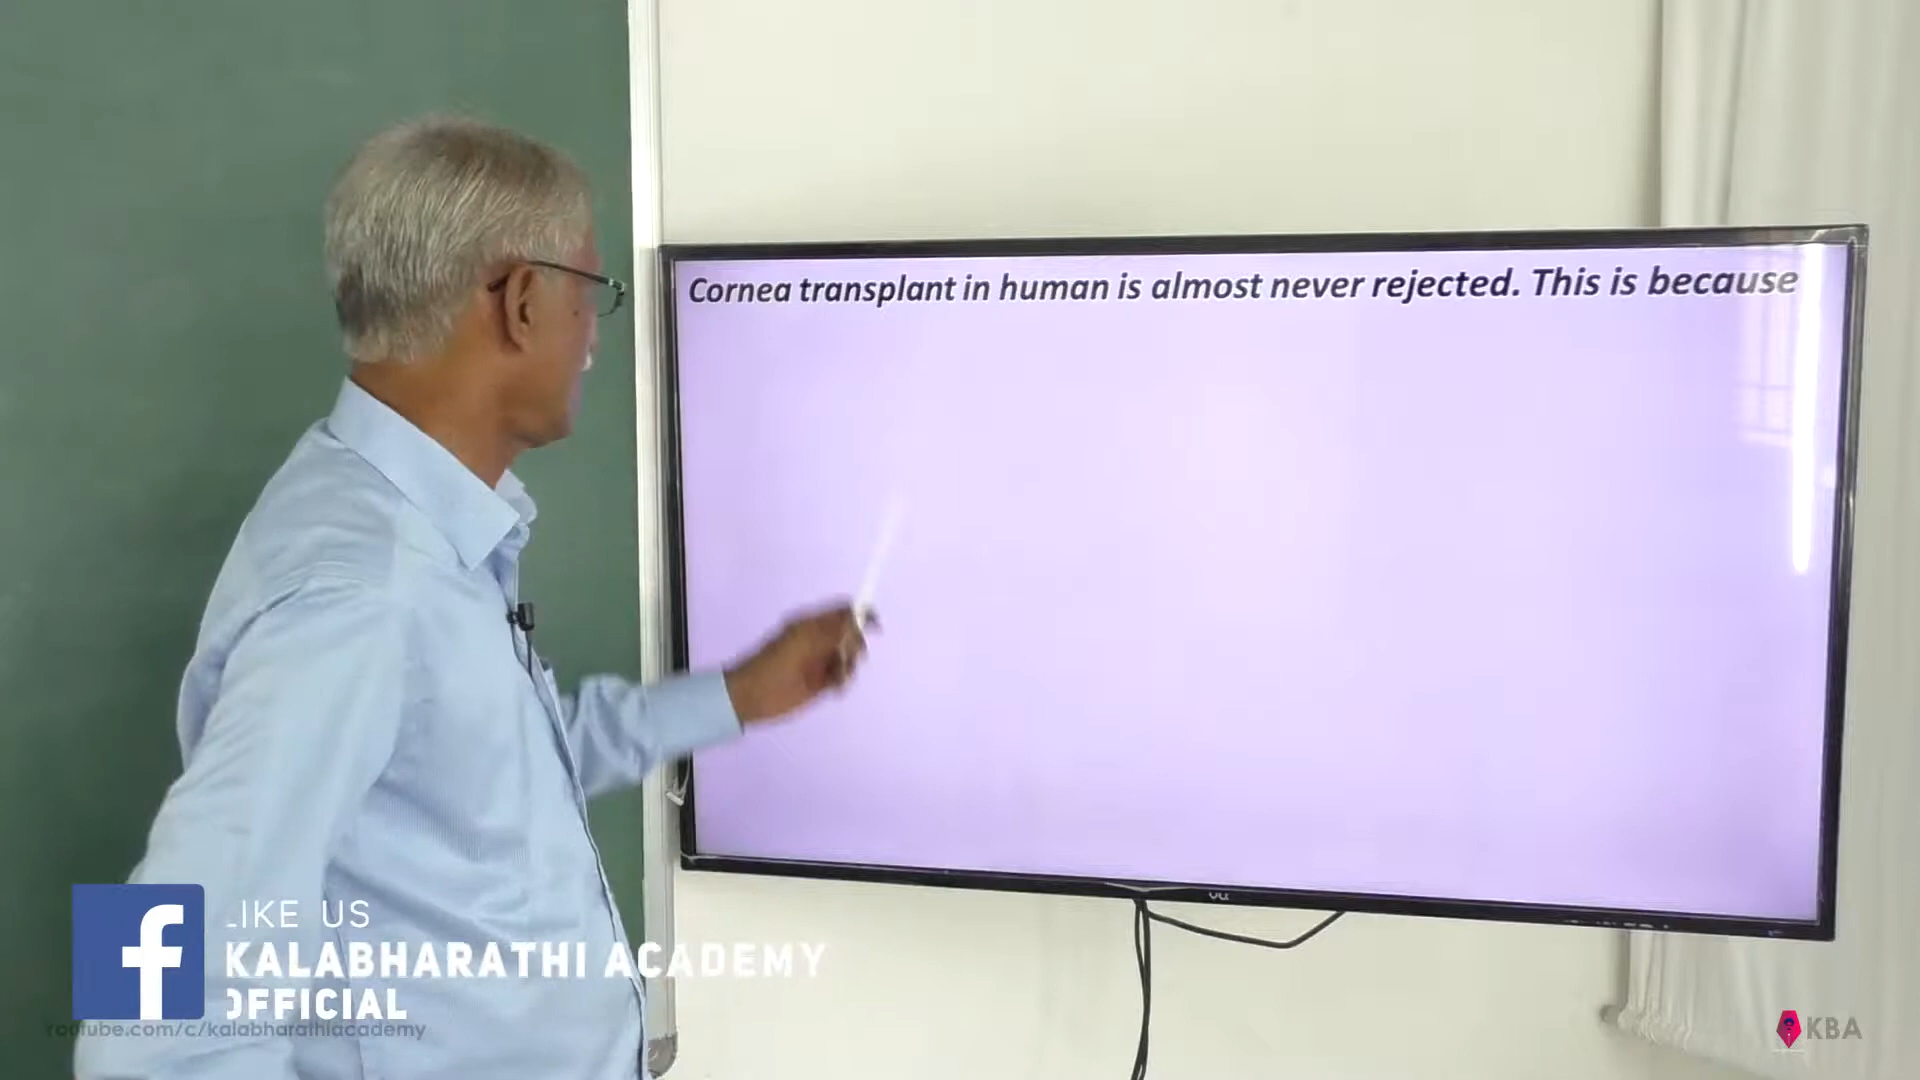 Cornea transplant in human is almost never rejected. This is because
LIKE US
KALABHARATHI ACADEMY
OFFICIAL
Youtube.com/c/kalabharathiacademy
KBA